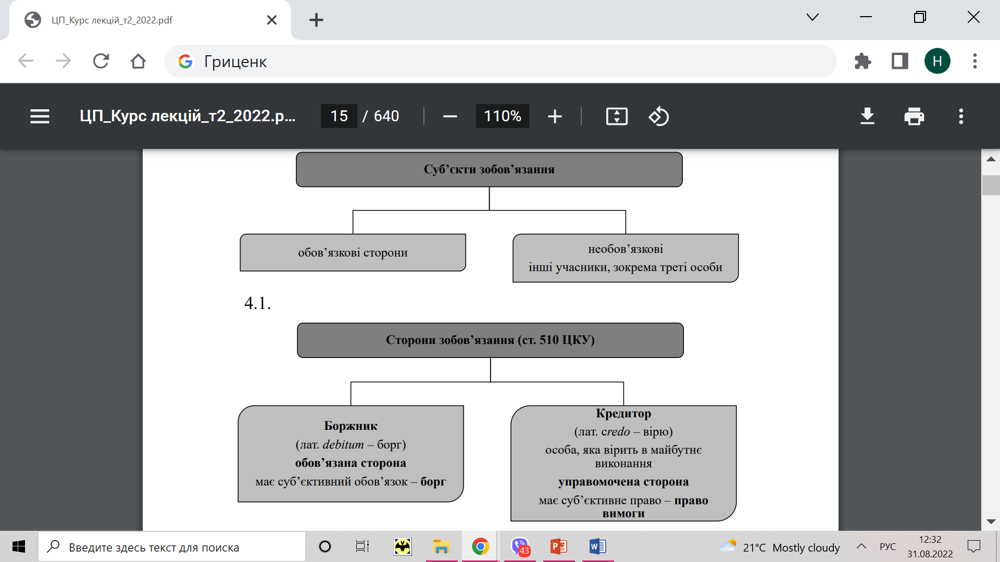 ЦП_Курс лекцій_т2_2022.pdf
Гриценк
H
ЦП_Курс лекцій_т2_2022.p...
15 / 640
110%
Суб’єкти зобов’язання
обов’язкові сторони
необов’язкові
інші учасники, зокрема треті особи
4.1.
Сторони зобов’язання (ст. 510 ЦКУ)
Боржник
(лат. debitum – борг)
обов’язана сторона
має суб’єктивний обов’язок – борг
Кредитор
(лат. credo – вірю)
особа, яка вірить в майбутнє
виконання
управомочена сторона
має суб’єктивне право – право
вимоги
Введите здесь текст для поиска
43
P
W
21°C Mostly cloudy
РУС
12:32
31.08.2022